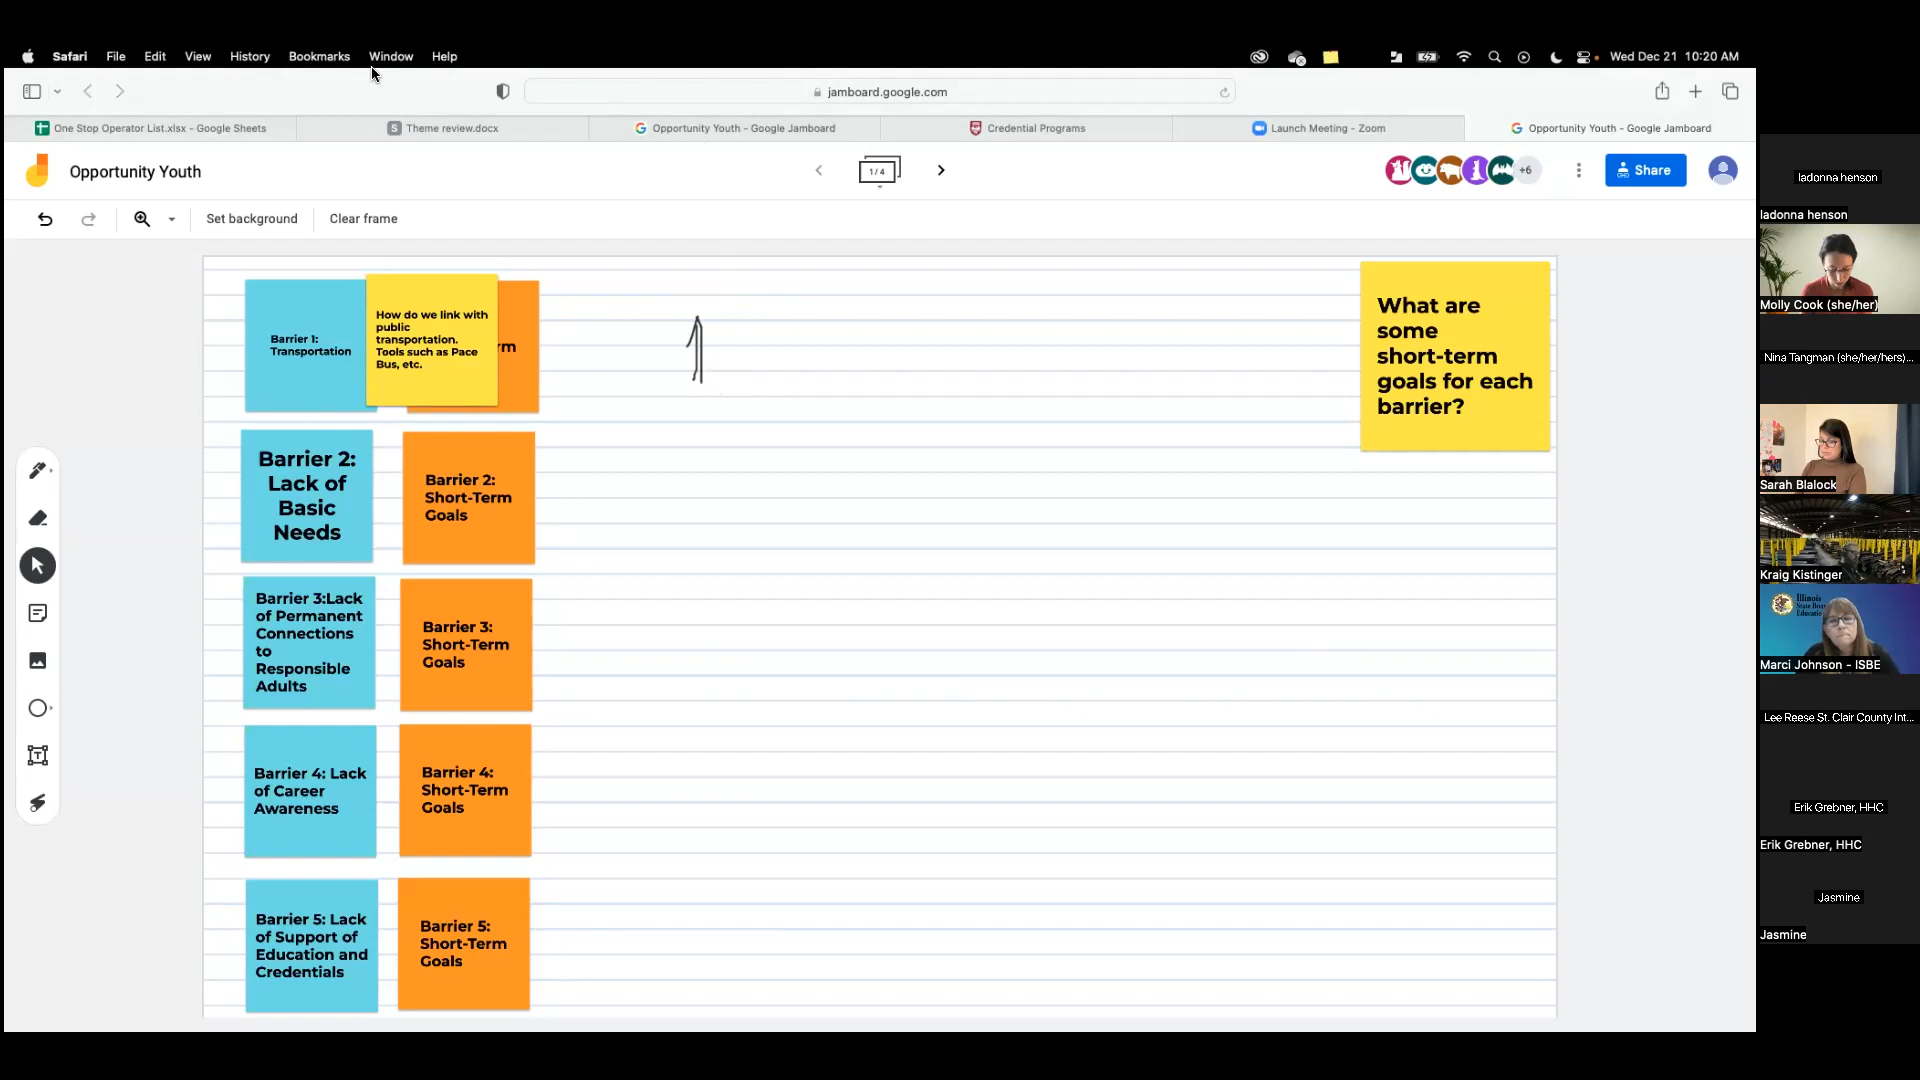 Safari File Edit View History Bookmarks Window Help
Wed Dec 21 10:20 AM
jamboard.google.com
One Stop Operator List.xlsx - Google Sheets
Theme review.docx
Opportunity Youth - Google Jamboard
Credential Programs
Launch Meeting - Zoom
Opportunity Youth - Google Jamboard
Opportunity Youth
1/4
+6
Share
Set background
Clear frame
Barrier 1:
Transportation
How do we link with
public
transportation.
Tools such as Pace
Bus, etc.
rm
What are
some
short-term
goals for each
barrier?
Barrier 2:
Lack of
Basic
Needs
Barrier 2:
Short-Term
Goals
Barrier 3:Lack
of Permanent
Connections
to
Responsible
Adults
Barrier 3:
Short-Term
Goals
Barrier 4: Lack
of Career
Awareness
Barrier 4:
Short-Term
Goals
Barrier 5: Lack
of Support of
Education and
Credentials
Barrier 5:
Short-Term
Goals
ladonna henson
ladonna henson
Molly Cook (she/her)
Nina Tangman (she/her/hers)...
Sarah Blalock
Kraig Kistinger
Illinois
State Boar
Educatio
Marci Johnson - ISBE
Lee Reese St. Clair County Int...
Erik Grebner, HHC
Erik Grebner, HHC
Jasmine
Jasmine